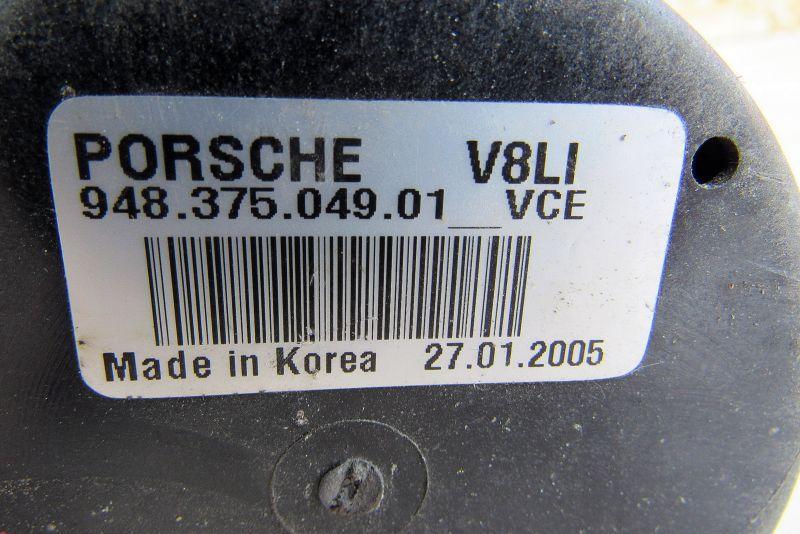 PORSCHE V8LI
948.375.049.01__VCE
Made in Korea 27.01.2005